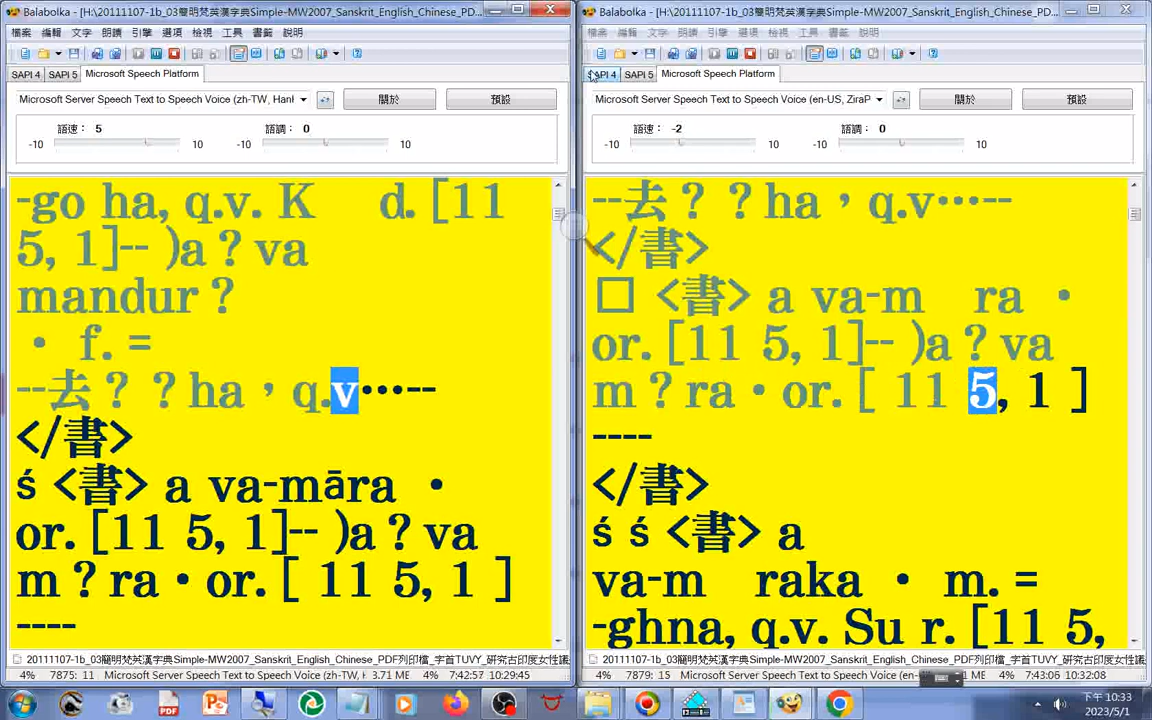 Balabolka - [H:\20111107-1b_03簡明梵英漢字典Simple-MW2007_Sanskrit_English_Chinese_PD...
檔案 編輯 文字 朗讀 引擎 選項 檢視 工具 書籤 說明
SAPI 4 SAPI 5 Microsoft Speech Platform
Microsoft Server Speech Text to Speech Voice (zh-TW, Hanl 關於 預設
語速： 5 語調： 0
-10 10 -10 10
-go ha, q.v. K d. [11
5, 1]-- )a？va
mandur？
• f. =
--去？？ha，q.v…--
</書>
ś <書> a va-māra •
or. [11 5, 1]-- )a？va
m？ra•or. [ 11 5, 1 ]
----
20111107-1b_03簡明梵英漢字典Simple-MW2007_Sanskrit_English_Chinese_PDF列印檔_字首TUVY_研究古印度女性議
4% 7875: 11 Microsoft Server Speech Text to Speech Voice (zh-TW, 3.71 ME 4% 7:42:57 10:29:45
Balabolka - [H:\20111107-1b_03簡明梵英漢字典Simple-MW2007_Sanskrit_English_Chinese_PD...
檔案 編輯 文字 朗讀 引擎 選項 檢視 工具 書籤 說明
SAPI 4 SAPI 5 Microsoft Speech Platform
Microsoft Server Speech Text to Speech Voice (en-US, ZiraP 關於 預設
語速： -2 語調： 0
-10 10 -10 10
--去？？ha，q.v…--
</書>
□ <書> a va-m ra •
or. [11 5, 1]-- )a？va
m？ra•or. [ 11 5, 1 ]
----
</書>
ś ś <書> a
va-m raka • m. =
-ghna, q.v. Su r. [11 5,
20111107-1b_03簡明梵英漢字典Simple-MW2007_Sanskrit_English_Chinese_PDF列印檔_字首TUVY_研究古印度女性議
4% 7879: 15 Microsoft Server Speech Text to Speech Voice (en-U ME 4% 7:43:06 10:32:08
下午 10:33
2023/5/1